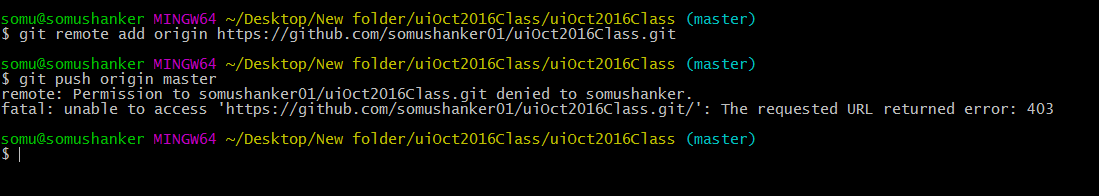 somu@somushanker MINGW64 ~/Desktop/New folder/uiOct2016Class/uiOct2016Class (master)
$ git remote add origin https://github.com/somushanker01/uiOct2016Class.git
somu@somushanker MINGW64 ~/Desktop/New folder/uiOct2016Class/uiOct2016Class (master)
$ git push origin master
remote: Permission to somushanker01/uiOct2016Class.git denied to somushanker.
fatal: unable to access 'https://github.com/somushanker01/uiOct2016Class.git/': The requested URL returned error: 403
somu@somushanker MINGW64 ~/Desktop/New folder/uiOct2016Class/uiOct2016Class (master)
$